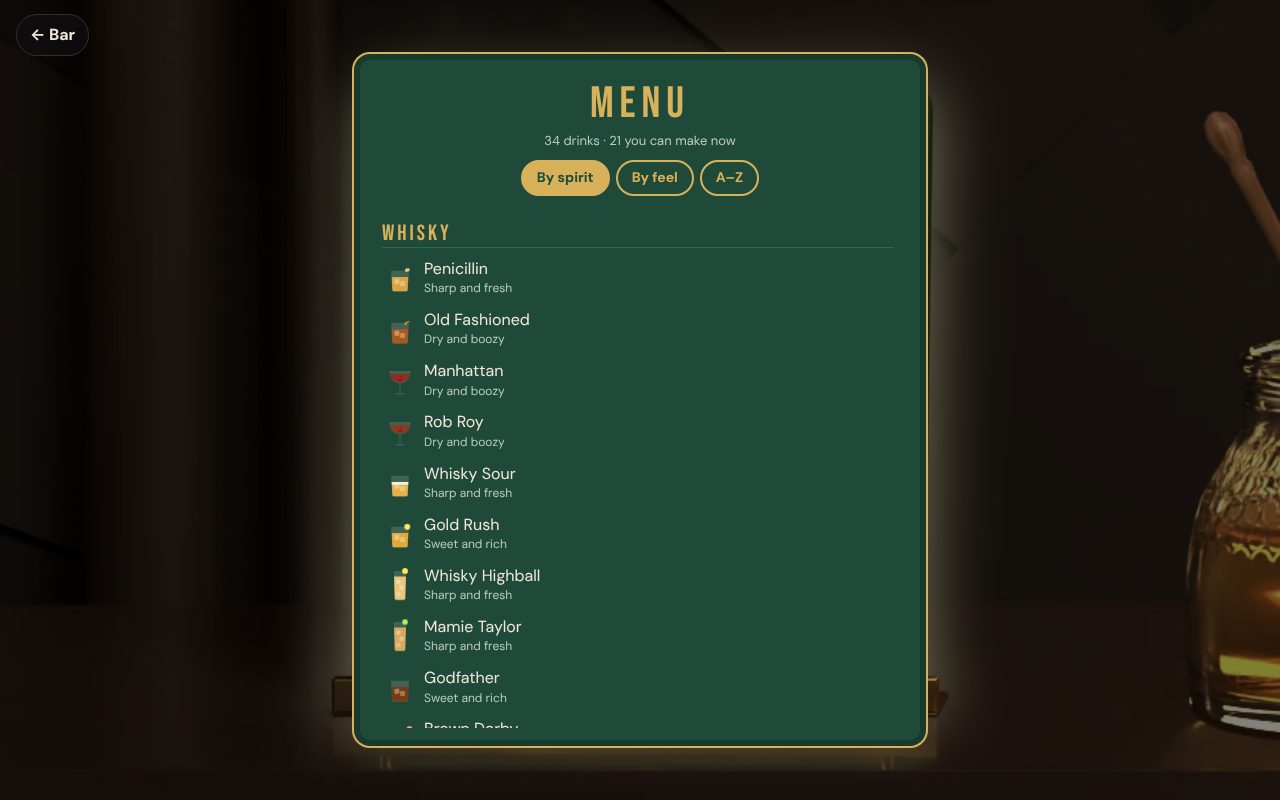 ← Bar
MENU
34 drinks · 21 you can make now
By spirit By feel A–Z
WHISKY
Penicillin
Sharp and fresh
Old Fashioned
Dry and boozy
Manhattan
Dry and boozy
Rob Roy
Dry and boozy
Whisky Sour
Sharp and fresh
Gold Rush
Sweet and rich
Whisky Highball
Sharp and fresh
Mamie Taylor
Sharp and fresh
Godfather
Sweet and rich
Brown Derby